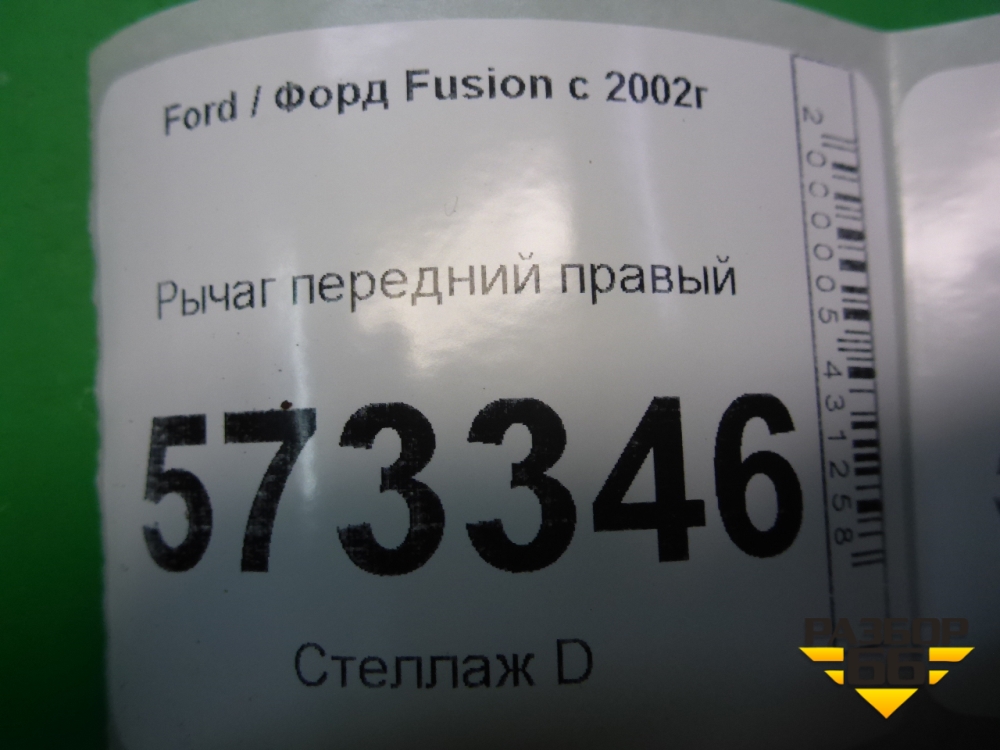 Ford / Форд Fusion с 2002г
Рычаг передний правый
573346
Стеллаж D
2000005431258
РАЗБОР
66